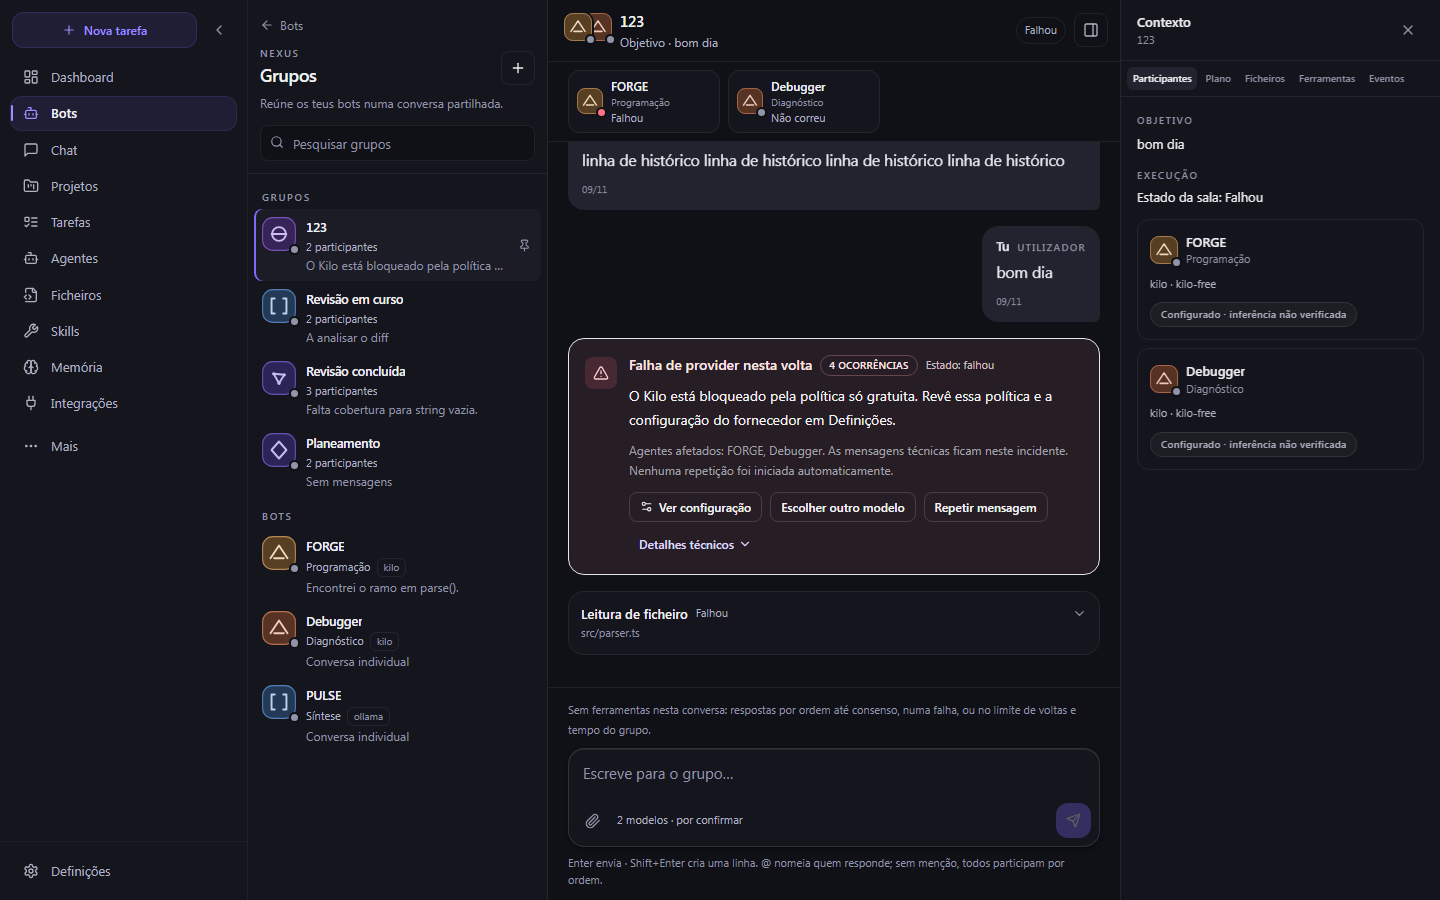 Nova tarefa
Dashboard
Bots
Chat
Projetos
Tarefas
Agentes
Ficheiros
Skills
Memória
Integrações
Mais
Definições
Bots
NEXUS
Grupos
Reúne os teus bots numa conversa partilhada.
Pesquisar grupos
GRUPOS
123
2 participantes
O Kilo está bloqueado pela política ...
Revisão em curso
2 participantes
A analisar o diff
Revisão concluída
3 participantes
Falta cobertura para string vazia.
Planeamento
2 participantes
Sem mensagens
BOTS
FORGE
Programação kilo
Encontrei o ramo em parse().
Debugger
Diagnóstico kilo
Conversa individual
PULSE
Síntese ollama
Conversa individual
123
Objetivo · bom dia
Falhou
FORGE
Programação
Falhou
Debugger
Diagnóstico
Não correu
linha de histórico linha de histórico linha de histórico linha de histórico
09/11
Tu UTILIZADOR
bom dia
09/11
Falha de provider nesta volta 4 OCORRÊNCIAS Estado: falhou
O Kilo está bloqueado pela política só gratuita. Revê essa política e a
configuração do fornecedor em Definições.
Agentes afetados: FORGE, Debugger. As mensagens técnicas ficam neste incidente.
Nenhuma repetição foi iniciada automaticamente.
Ver configuração Escolher outro modelo Repetir mensagem
Detalhes técnicos
Leitura de ficheiro Falhou
src/parser.ts
Sem ferramentas nesta conversa: respostas por ordem até consenso, numa falha, ou no limite de voltas e
tempo do grupo.
Escreve para o grupo...
2 modelos · por confirmar
Enter envia · Shift+Enter cria uma linha. @ nomeia quem responde; sem menção, todos participam por
ordem.
Contexto
123
Participantes Plano Ficheiros Ferramentas Eventos
OBJETIVO
bom dia
EXECUÇÃO
Estado da sala: Falhou
FORGE
Programação
kilo · kilo-free
Configurado · inferência não verificada
Debugger
Diagnóstico
kilo · kilo-free
Configurado · inferência não verificada